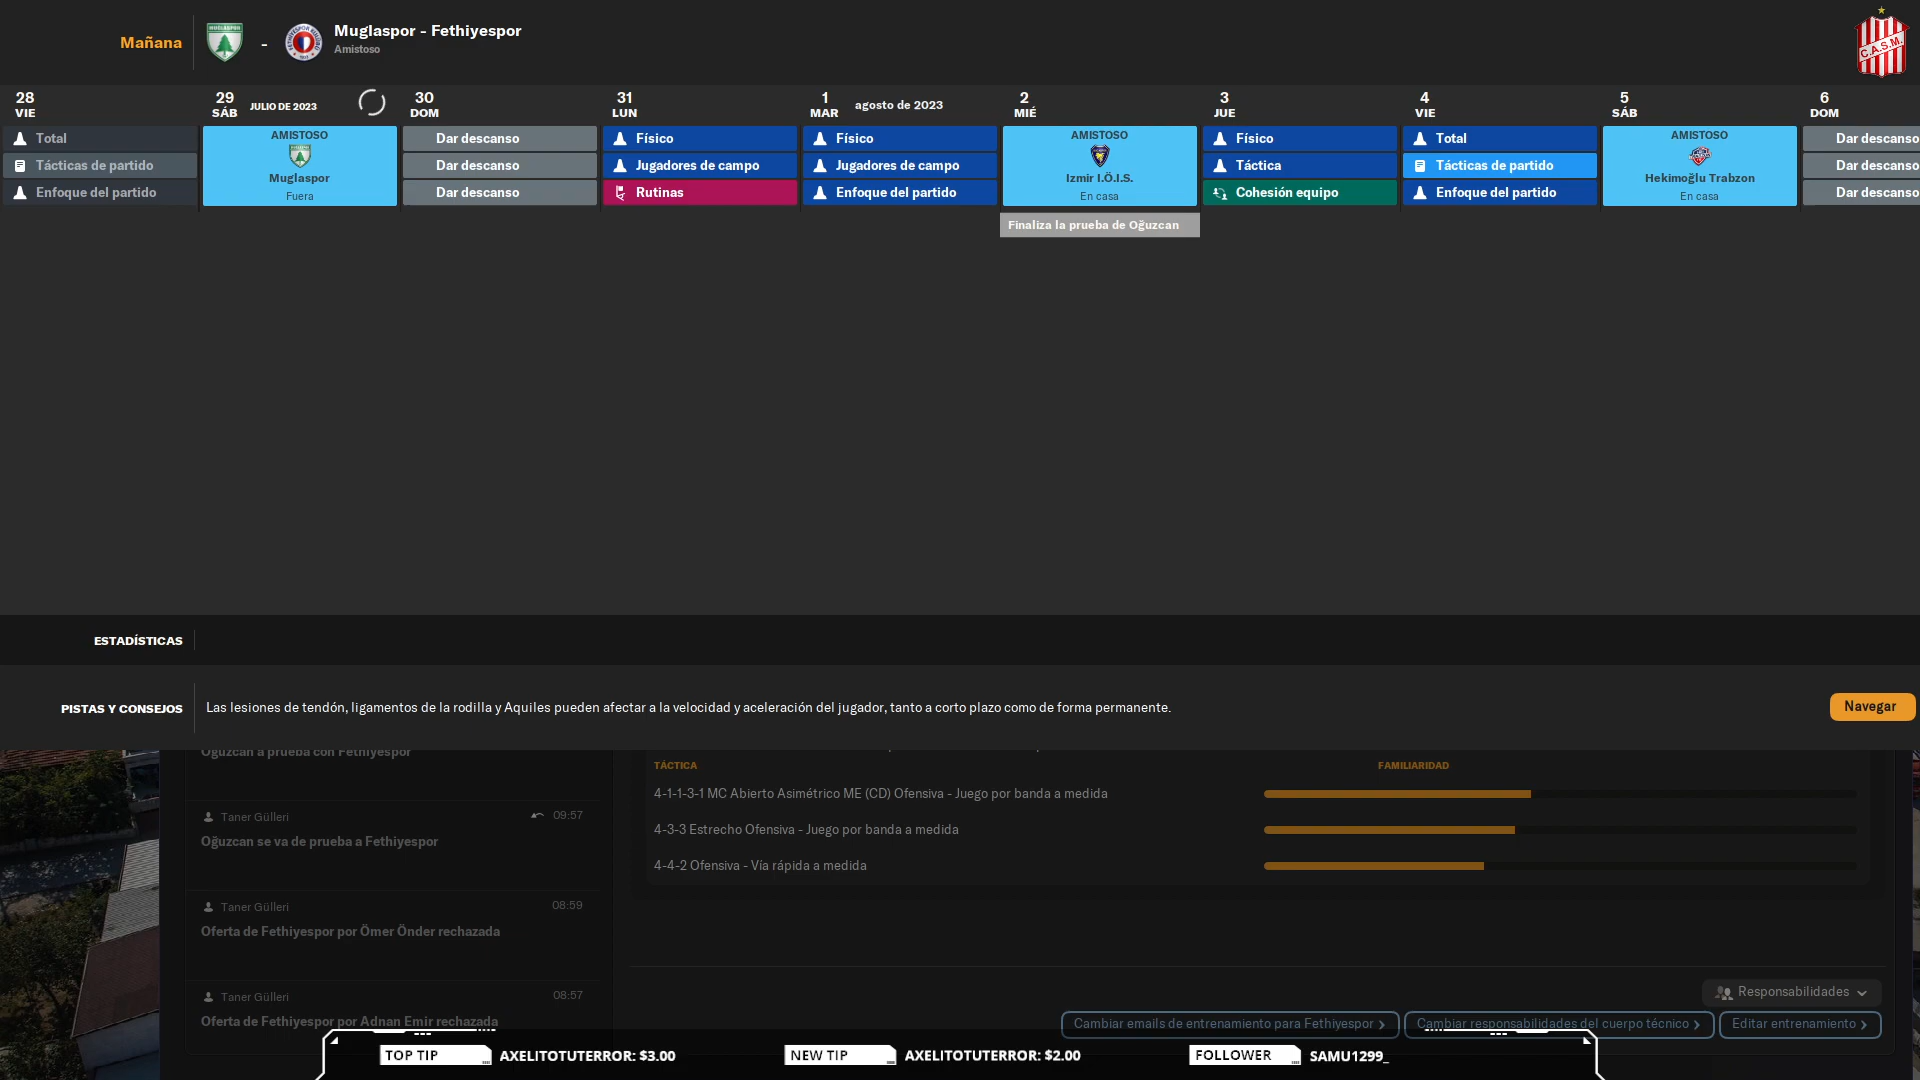 Mañana
-
Muglaspor - Fethiyespor
Amistoso
C.A.S.M.
28
VIE
29
SÁB
JULIO DE 2023
30
DOM
31
LUN
1
MAR
agosto de 2023
2
MIÉ
3
JUE
4
VIE
5
SÁB
6
DOM
Total
Tácticas de partido
Enfoque del partido
AMISTOSO
Muglaspor
Fuera
Dar descanso
Dar descanso
Dar descanso
Físico
Jugadores de campo
Rutinas
Físico
Jugadores de campo
Enfoque del partido
AMISTOSO
Izmir I.Ö.I.S.
En casa
Finaliza la prueba de Oğuzcan
Físico
Táctica
Cohesión equipo
Total
Tácticas de partido
Enfoque del partido
AMISTOSO
Hekimoğlu Trabzon
En casa
Dar descanso
Dar descanso
Dar descanso
ESTADÍSTICAS
PISTAS Y CONSEJOS
Las lesiones de tendón, ligamentos de la rodilla y Aquiles pueden afectar a la velocidad y aceleración del jugador, tanto a corto plazo como de forma permanente.
Navegar
Oğuzcan a prueba con Fethiyespor
Taner Gülleri
09:57
Oğuzcan se va de prueba a Fethiyespor
Taner Gülleri
08:59
Oferta de Fethiyespor por Ömer Önder rechazada
Taner Gülleri
08:57
Oferta de Fethiyespor por Adnan Emir rechazada
TÁCTICA
FAMILIARIDAD
4-1-1-3-1 MC Abierto Asimétrico ME (CD) Ofensiva - Juego por banda a medida
4-3-3 Estrecho Ofensiva - Juego por banda a medida
4-4-2 Ofensiva - Vía rápida a medida
Responsabilidades
Cambiar emails de entrenamiento para Fethiyespor
Cambiar responsabilidades del cuerpo técnico
Editar entrenamiento
TOP TIP
AXELITOTUTERROR: $3.00
NEW TIP
AXELITOTUTERROR: $2.00
FOLLOWER
SAMU1299_